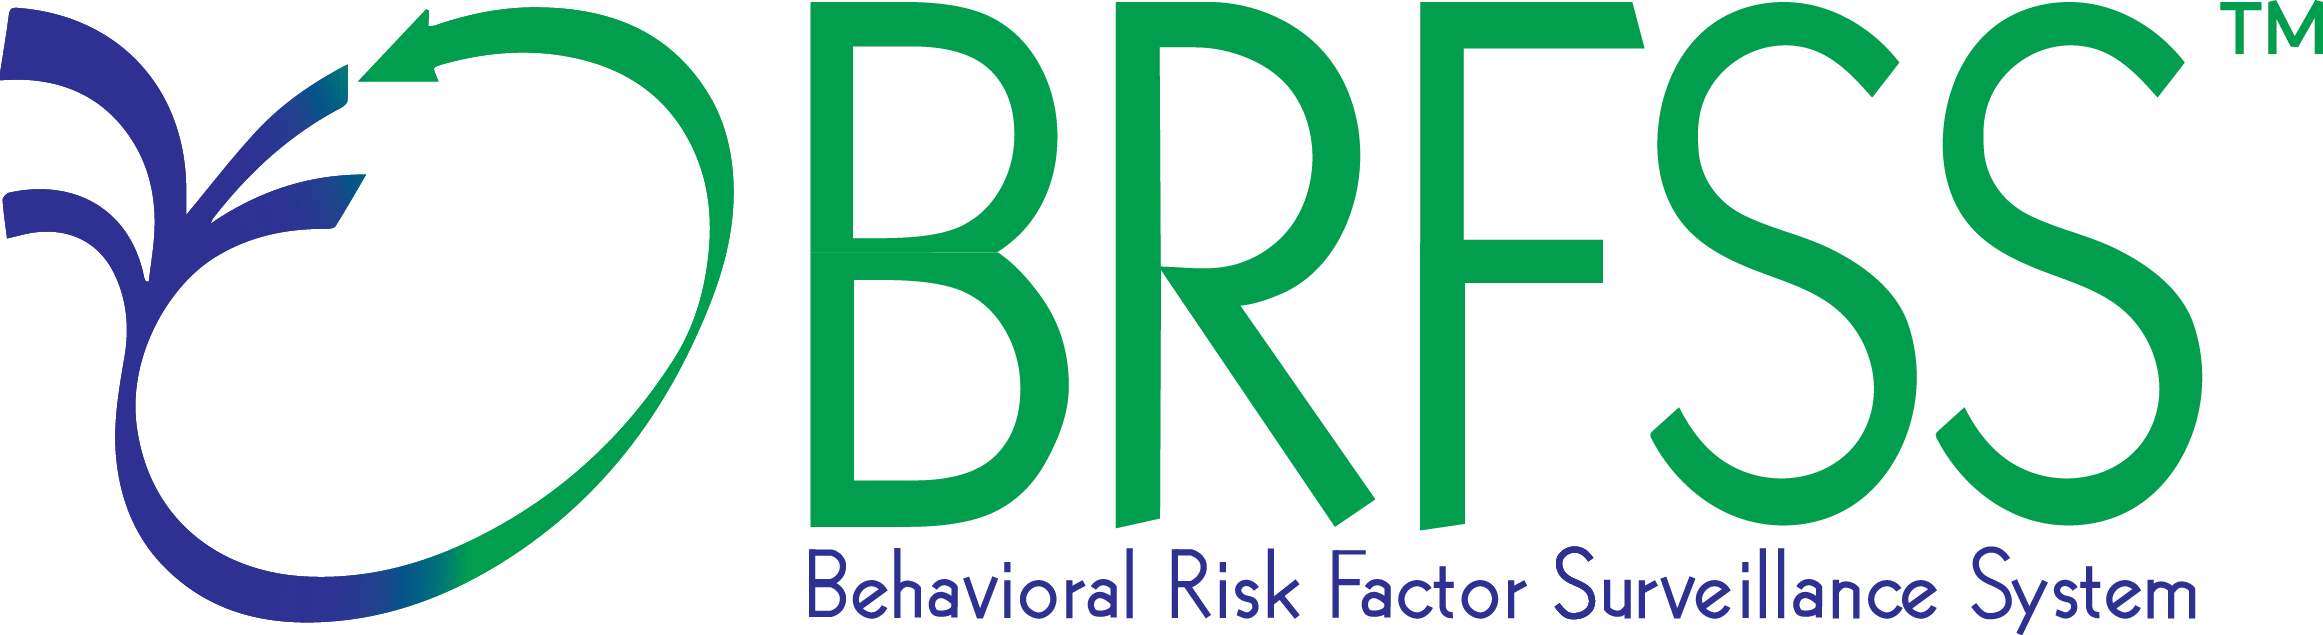 BRFSS™
Behavioral Risk Factor Surveillance System